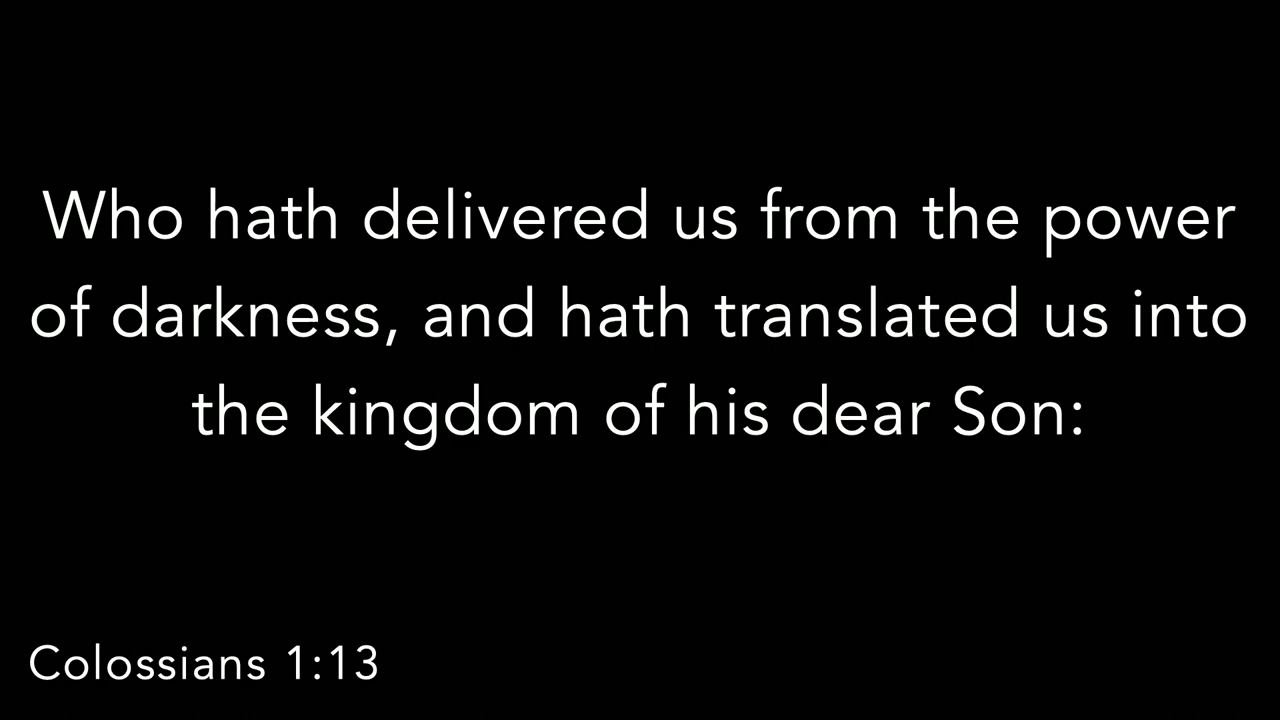 Who hath delivered us from the power
of darkness, and hath translated us into
the kingdom of his dear Son:
Colossians 1:13